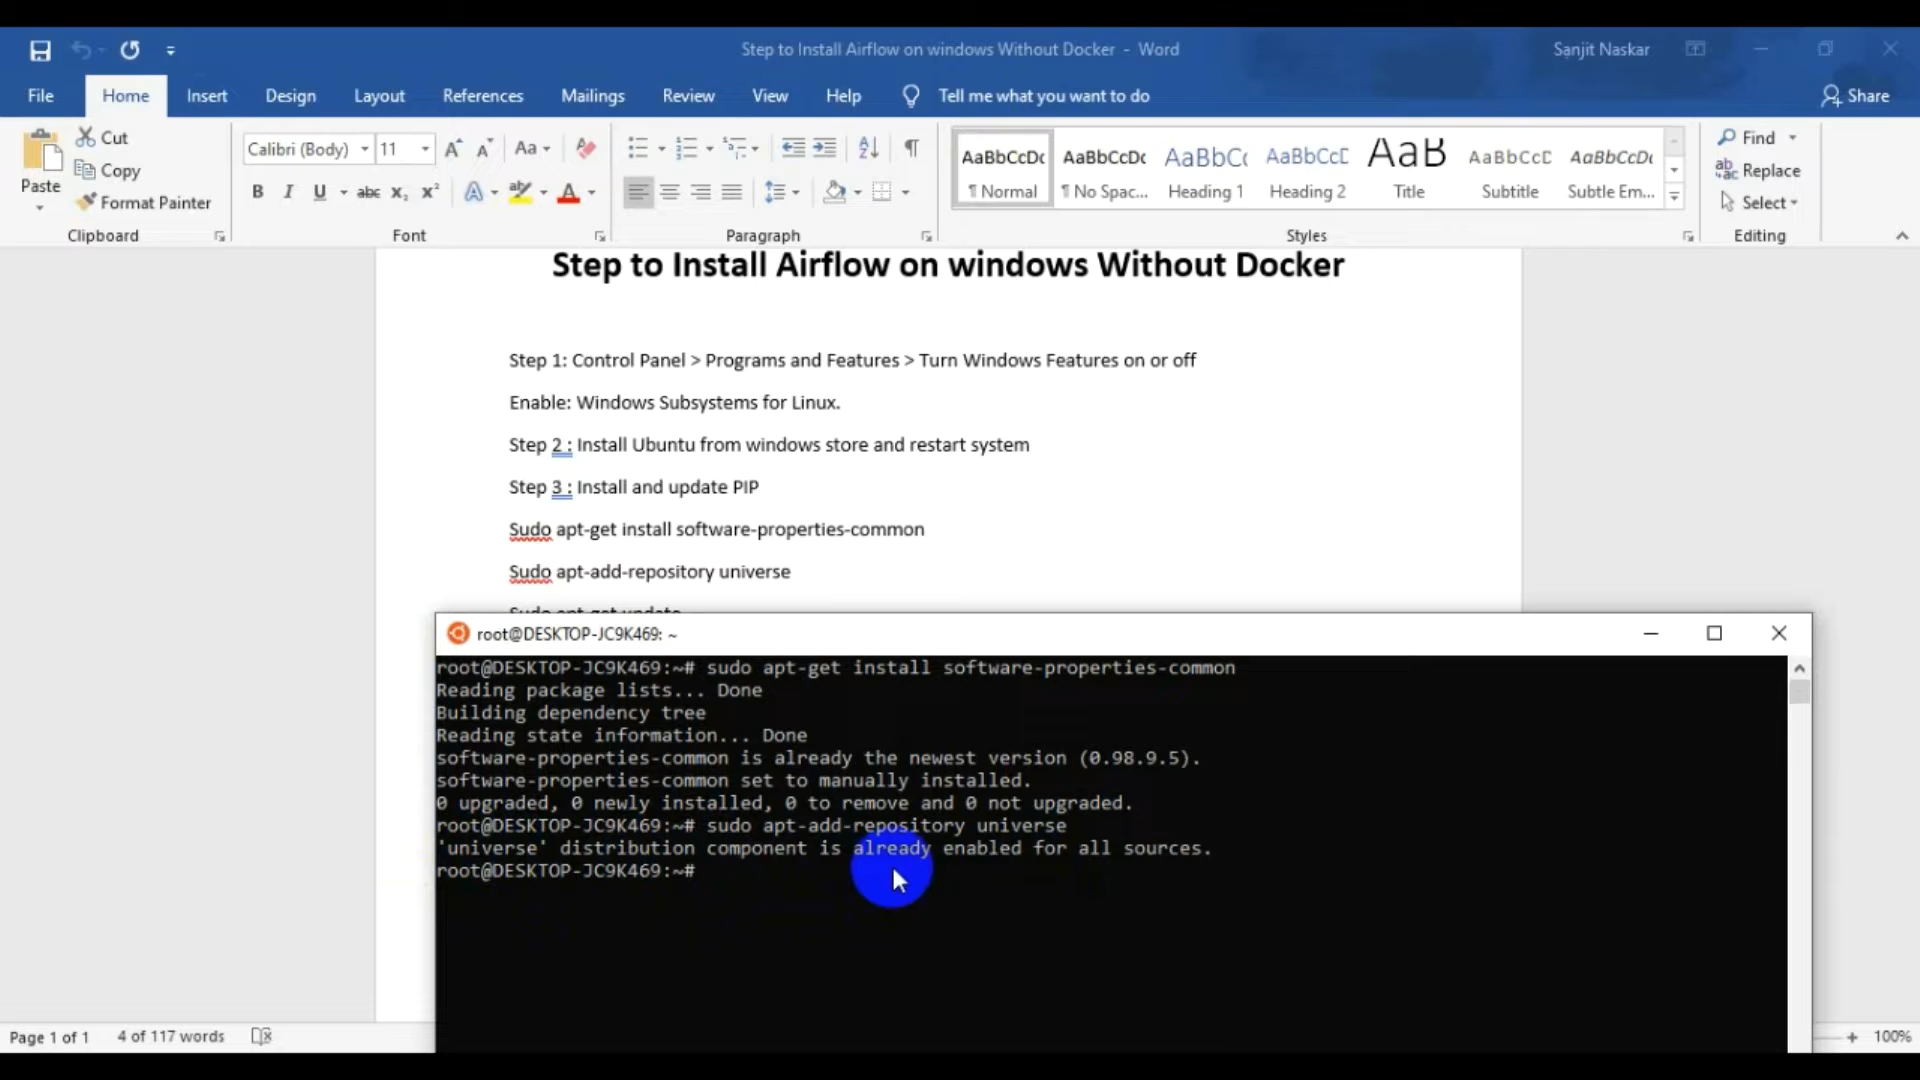 Step to Install Airflow on windows Without Docker - Word
Sanjit Naskar
File Home Insert Design Layout References Mailings Review View Help Tell me what you want to do Share
Paste
Cut
Copy
Format Painter
Clipboard
Calibri (Body) 11
Aa
B I U abc X₂ X² A A
Font
Paragraph
AaBbCcDc AaBbCcDc AaBbCc AaBbCcE AaB AaBbCcD AaBbCcDc
¶ Normal ¶ No Spac... Heading 1 Heading 2 Title Subtitle Subtle Em...
Styles
Find
Replace
Select
Editing
Step to Install Airflow on windows Without Docker
Step 1: Control Panel > Programs and Features > Turn Windows Features on or off
Enable: Windows Subsystems for Linux.
Step 2 : Install Ubuntu from windows store and restart system
Step 3 : Install and update PIP
Sudo apt-get install software-properties-common
Sudo apt-add-repository universe
Sudo apt-get update
root@DESKTOP-JC9K469: ~
root@DESKTOP-JC9K469:~# sudo apt-get install software-properties-common
Reading package lists... Done
Building dependency tree
Reading state information... Done
software-properties-common is already the newest version (0.98.9.5).
software-properties-common set to manually installed.
0 upgraded, 0 newly installed, 0 to remove and 0 not upgraded.
root@DESKTOP-JC9K469:~# sudo apt-add-repository universe
'universe' distribution component is already enabled for all sources.
root@DESKTOP-JC9K469:~#
Page 1 of 1 4 of 117 words
100%